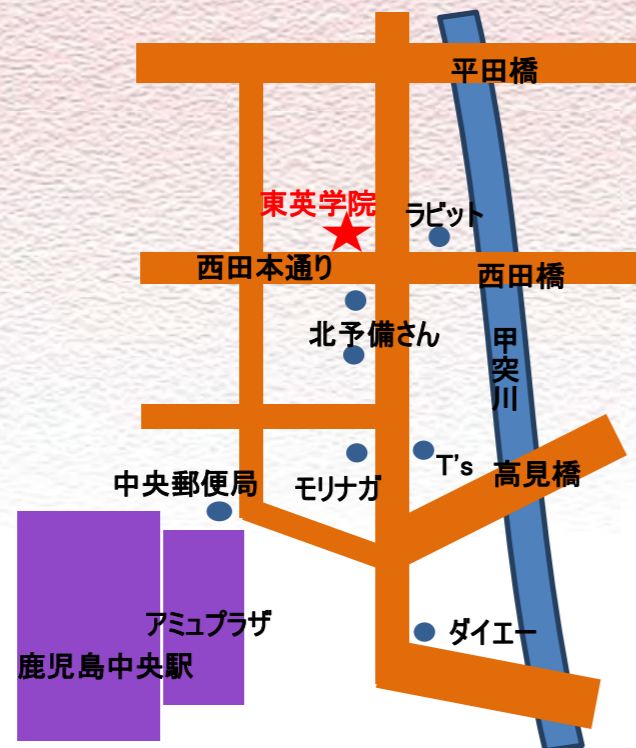 平田橋
東英学院
ラビット
西田本通り
西田橋
北予備さん
甲突川
T's
高見橋
中央郵便局
モリナガ
アミュプラザ
ダイエー
鹿児島中央駅